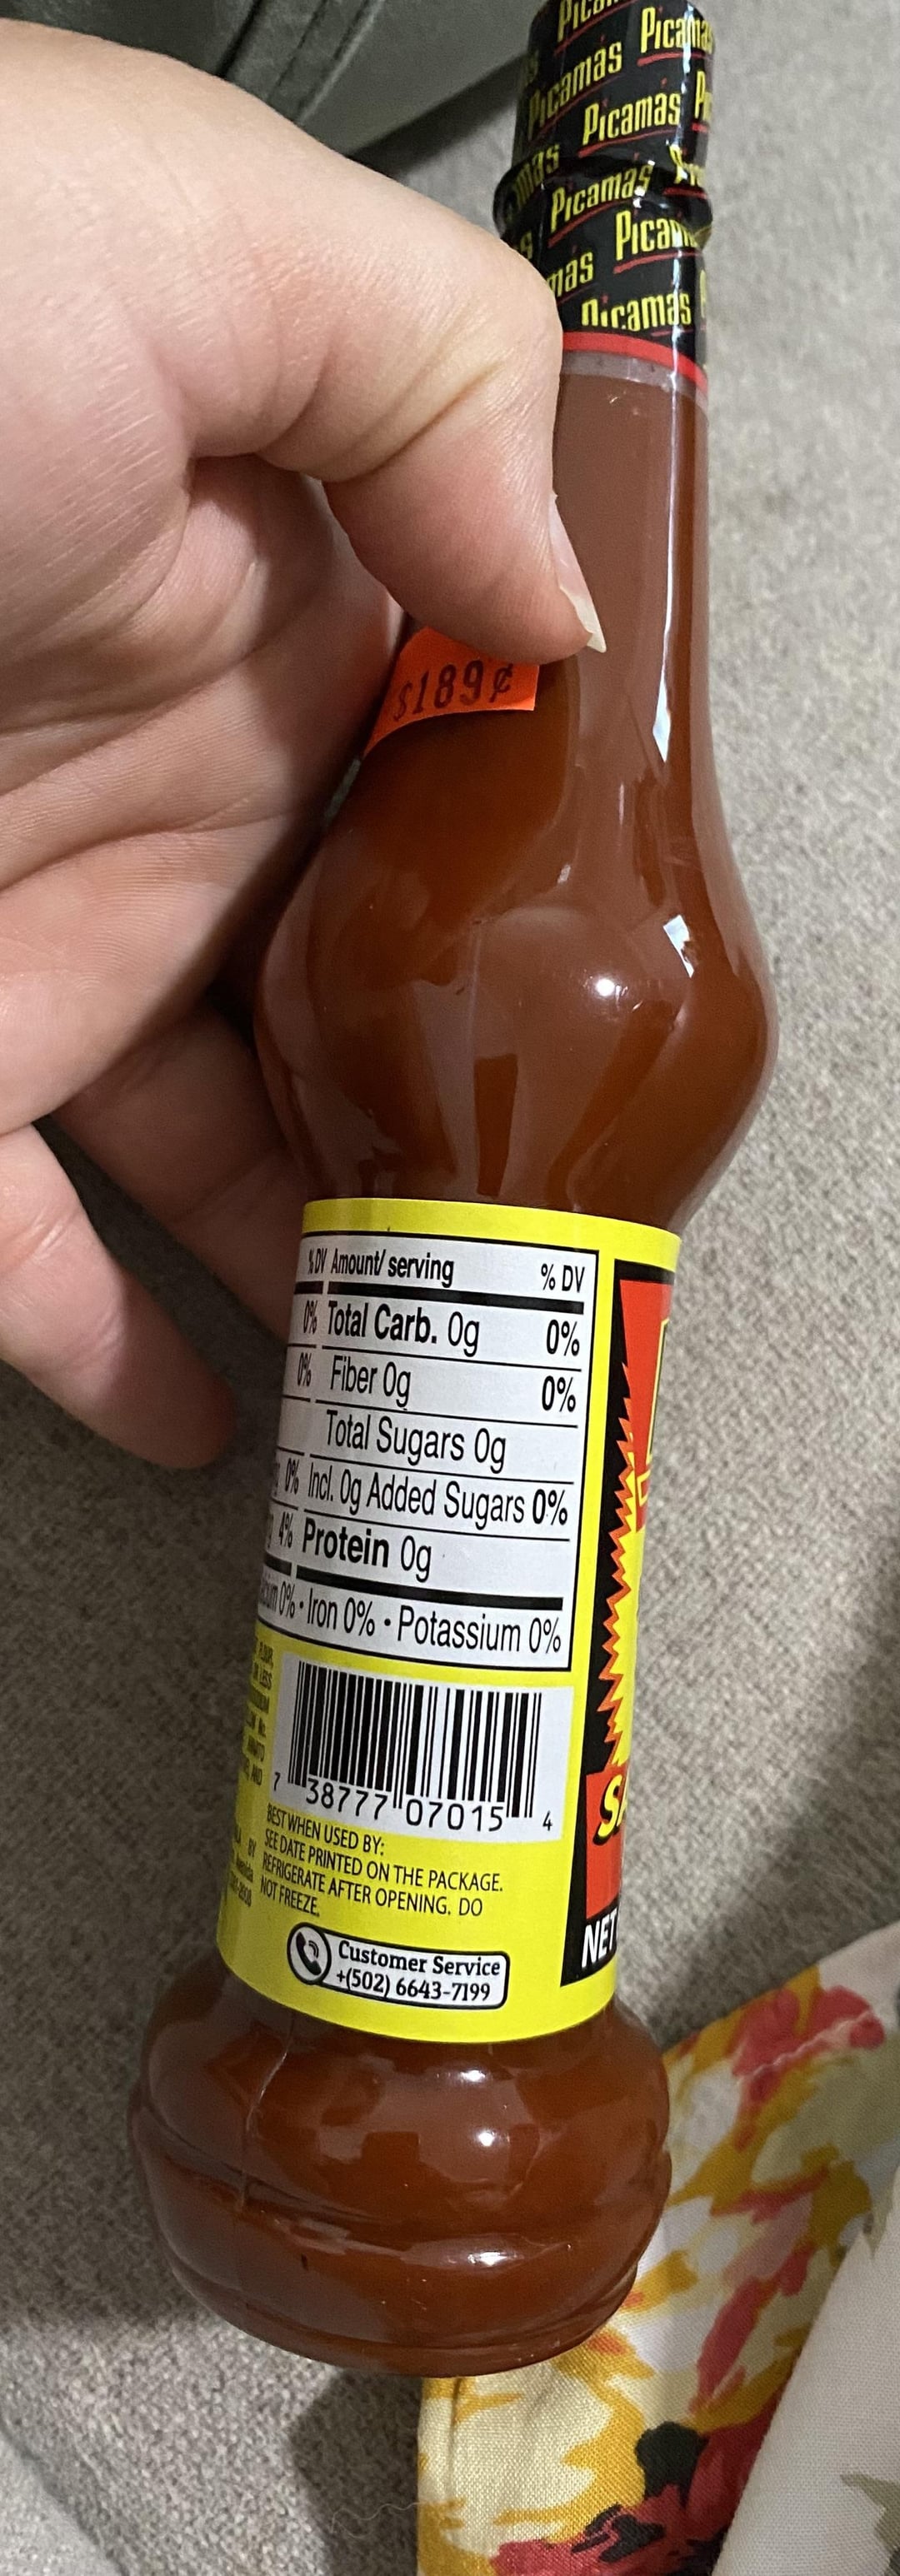 Picamas
Picamas
Picamas
Picamas
Picamas
$189¢
% DV Amount/ serving % DV
0% Total Carb. 0g 0%
0% Fiber 0g 0%
Total Sugars 0g
0% Incl. 0g Added Sugars 0%
4% Protein 0g
0% • Iron 0% • Potassium 0%
7 38777 07015 4
BEST WHEN USED BY:
SEE DATE PRINTED ON THE PACKAGE.
REFRIGERATE AFTER OPENING. DO
NOT FREEZE.
Customer Service
+(502) 6643-7199
SA
NET